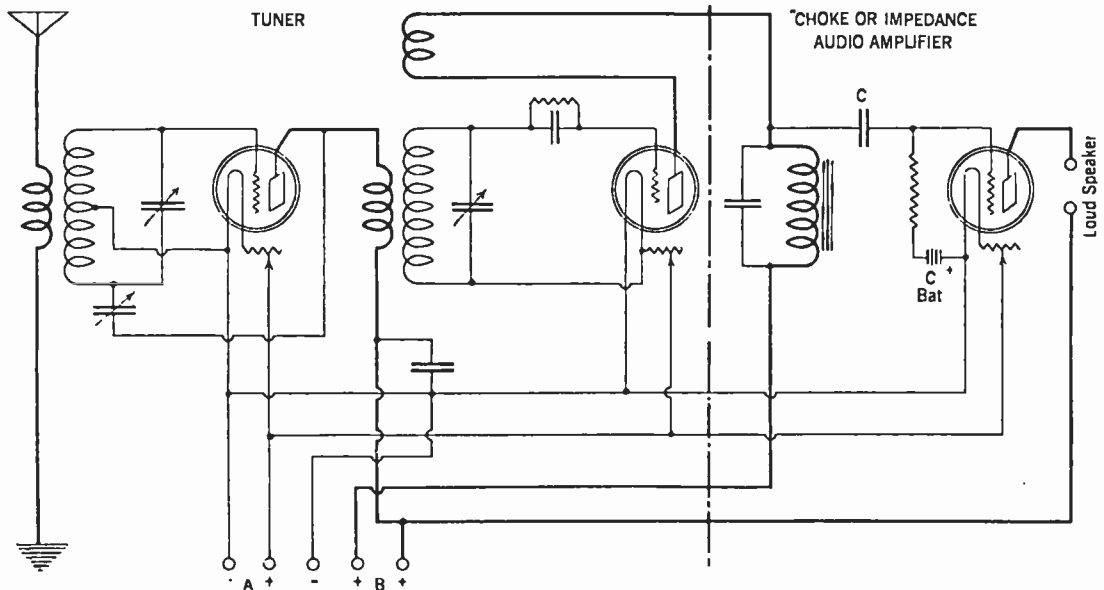 TUNER
CHOKE OR IMPEDANCE
AUDIO AMPLIFIER
C
Loud Speaker
C +
Bat
- A + - + B +